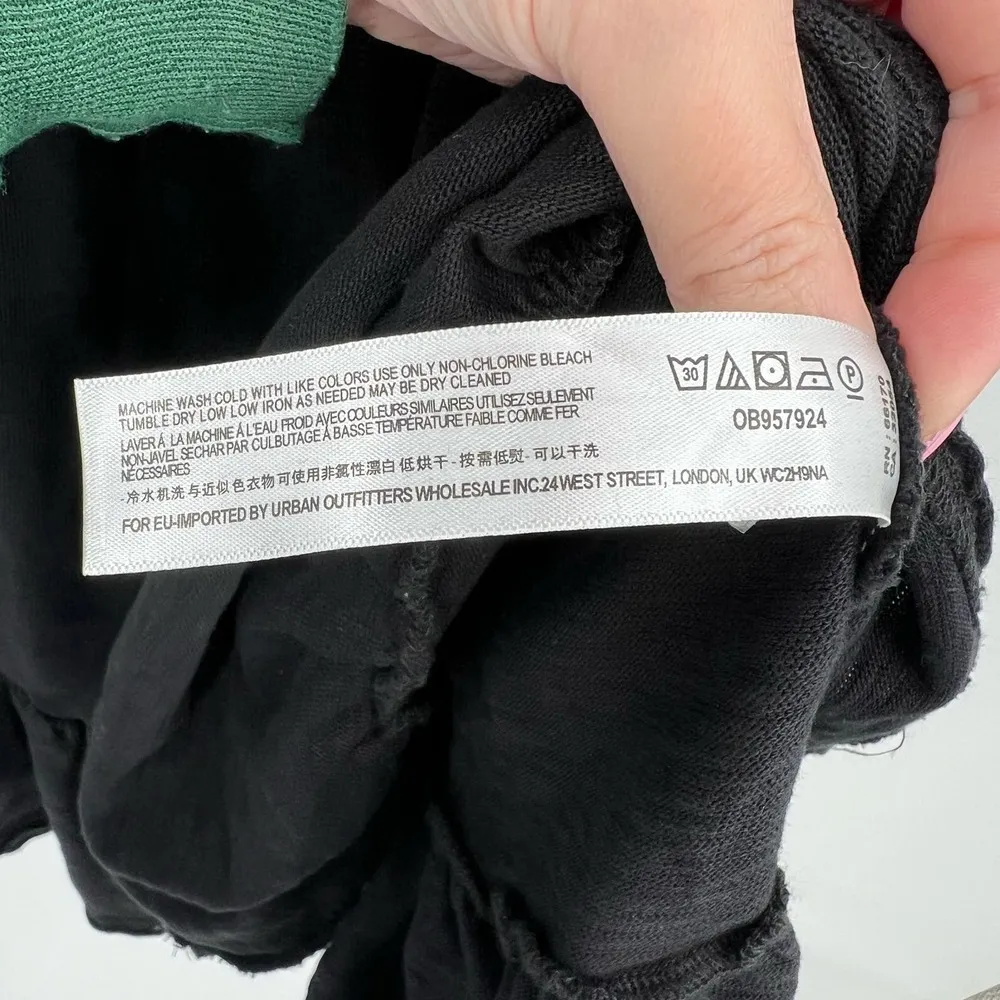 MACHINE WASH COLD WITH LIKE COLORS USE ONLY NON-CHLORINE BLEACH
TUMBLE DRY LOW LOW IRON AS NEEDED MAY BE DRY CLEANED
LAVER Á LA MACHINE Á L'EAU FROID AVEC COULEURS SIMILAIRES UTILISEZ SEULEMENT
NON-JAVEL SECHAR PAR CULBUTAGE Á BASSE TEMPÉRATURE FAIBLE COMME FER
NÉCESSAIRES
- 冷水机洗与近似色衣物可使用非氯性漂白 低烘干 - 按需低熨 - 可以干洗
FOR EU-IMPORTED BY URBAN OUTFITTERS WHOLESALE INC.24 WEST STREET, LONDON, UK WC2H9NA
30
P
OB957924
RN : 66170
CA :